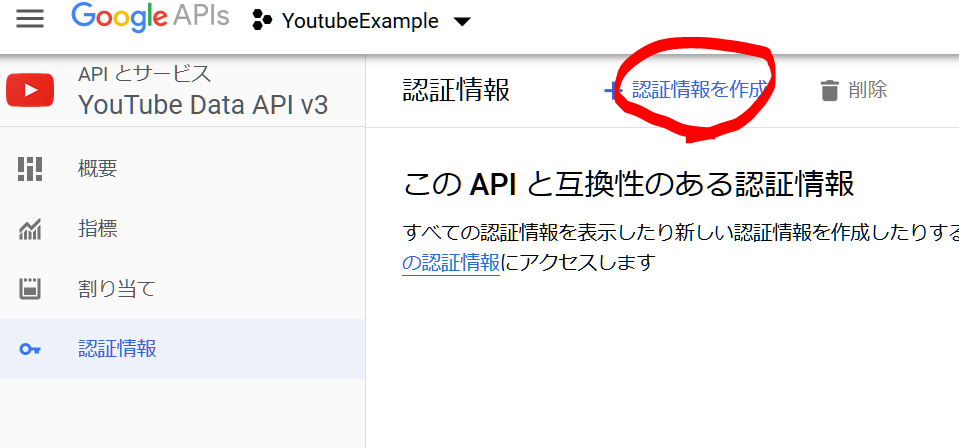 Google APIs YoutubeExample
API とサービス
YouTube Data API v3
概要
指標
割り当て
認証情報
認証情報 + 認証情報を作成 削除
この API と互換性のある認証情報
すべての認証情報を表示したり新しい認証情報を作成したりする
の認証情報にアクセスします